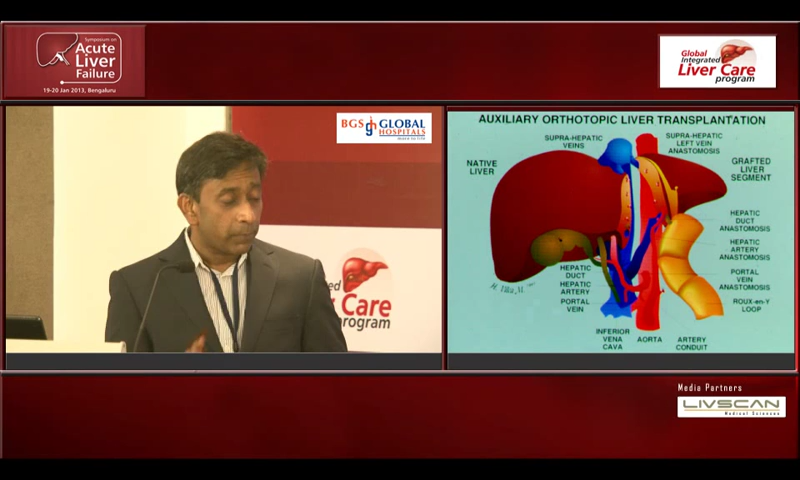 Symposium on
Acute
Liver
Failure
19-20 Jan 2013, Bengaluru
Global
Integrated
Liver Care
program
BGS GLOBAL
HOSPITALS
Care
program
AUXILIARY ORTHOTOPIC LIVER TRANSPLANTATION
SUPRA-HEPATIC
VEINS
SUPRA-HEPATIC
LEFT VEIN
ANASTOMOSIS
NATIVE
LIVER
GRAFTED
LIVER
SEGMENT
HEPATIC
DUCT
ANASTOMOSIS
HEPATIC
ARTERY
ANASTOMOSIS
PORTAL
VEIN
ANASTOMOSIS
ROUX-en-Y
LOOP
HEPATIC
DUCT
HEPATIC
ARTERY
PORTAL
VEIN
INFERIOR
VENA
CAVA
AORTA
ARTERY
CONDUIT
Media Partners
LIVSCAN
Medical Sciences